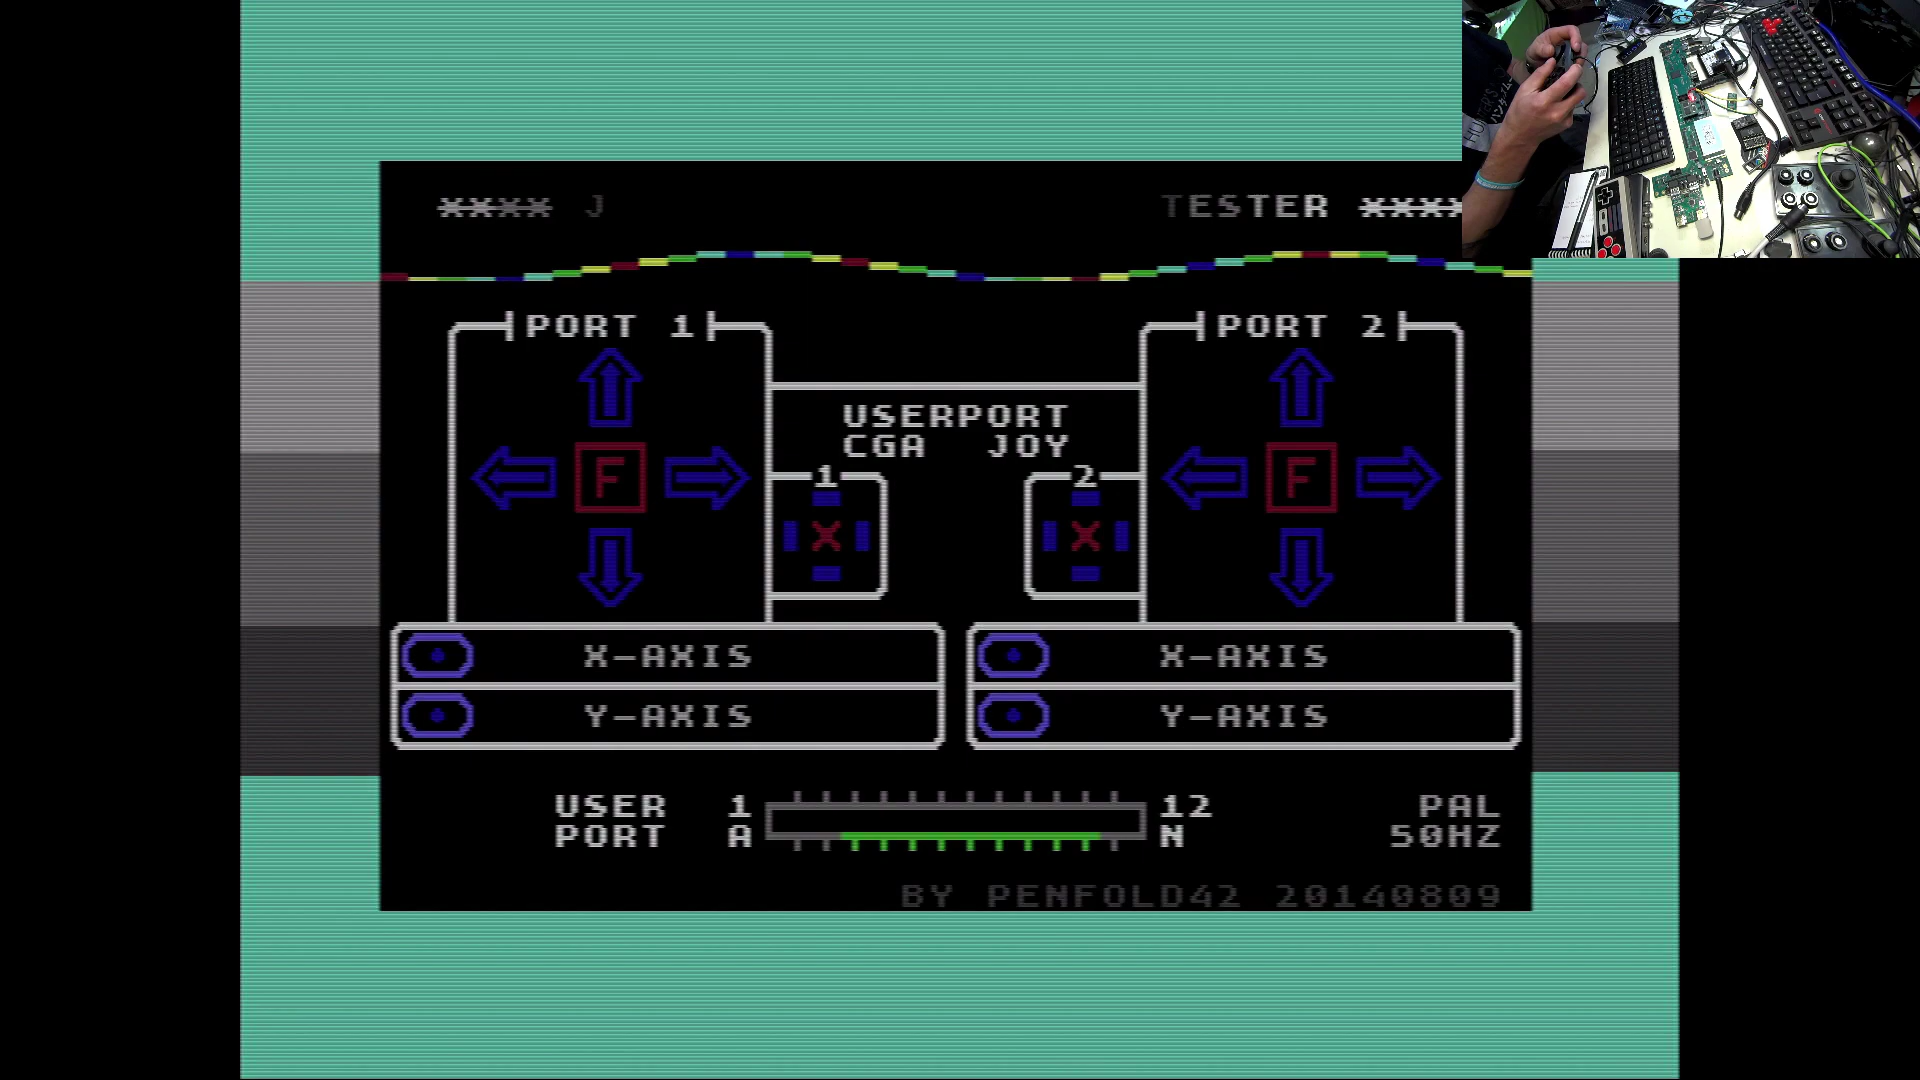 **** J TESTER ****
PORT 1
PORT 2
USERPORT
CGA JOY
1
2
F
F
X
X
X-AXIS
X-AXIS
Y-AXIS
Y-AXIS
USER 1 12 PAL
PORT A N 50HZ
BY PENFOLD42 20140809